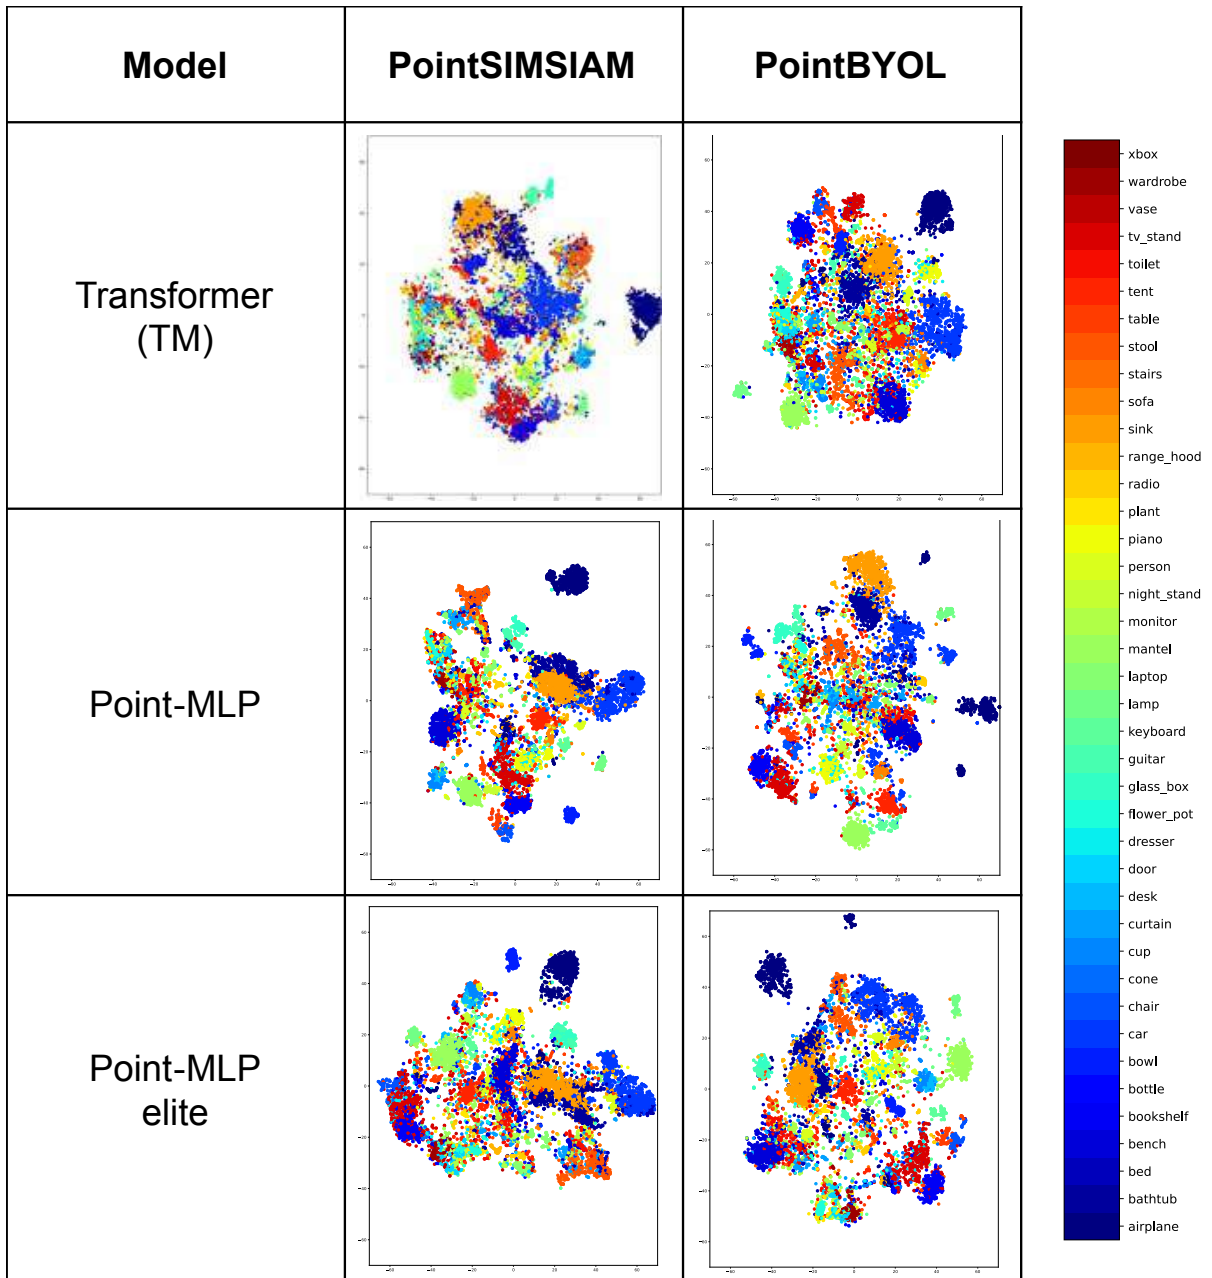 Model
PointSIMSIAM
PointBYOL
Transformer
(TM)
Point-MLP
Point-MLP
elite
xbox
wardrobe
vase
tv_stand
toilet
tent
table
stool
stairs
sofa
sink
range_hood
radio
plant
piano
person
night_stand
monitor
mantel
laptop
lamp
keyboard
guitar
glass_box
flower_pot
dresser
door
desk
curtain
cup
cone
chair
car
bowl
bottle
bookshelf
bench
bed
bathtub
airplane